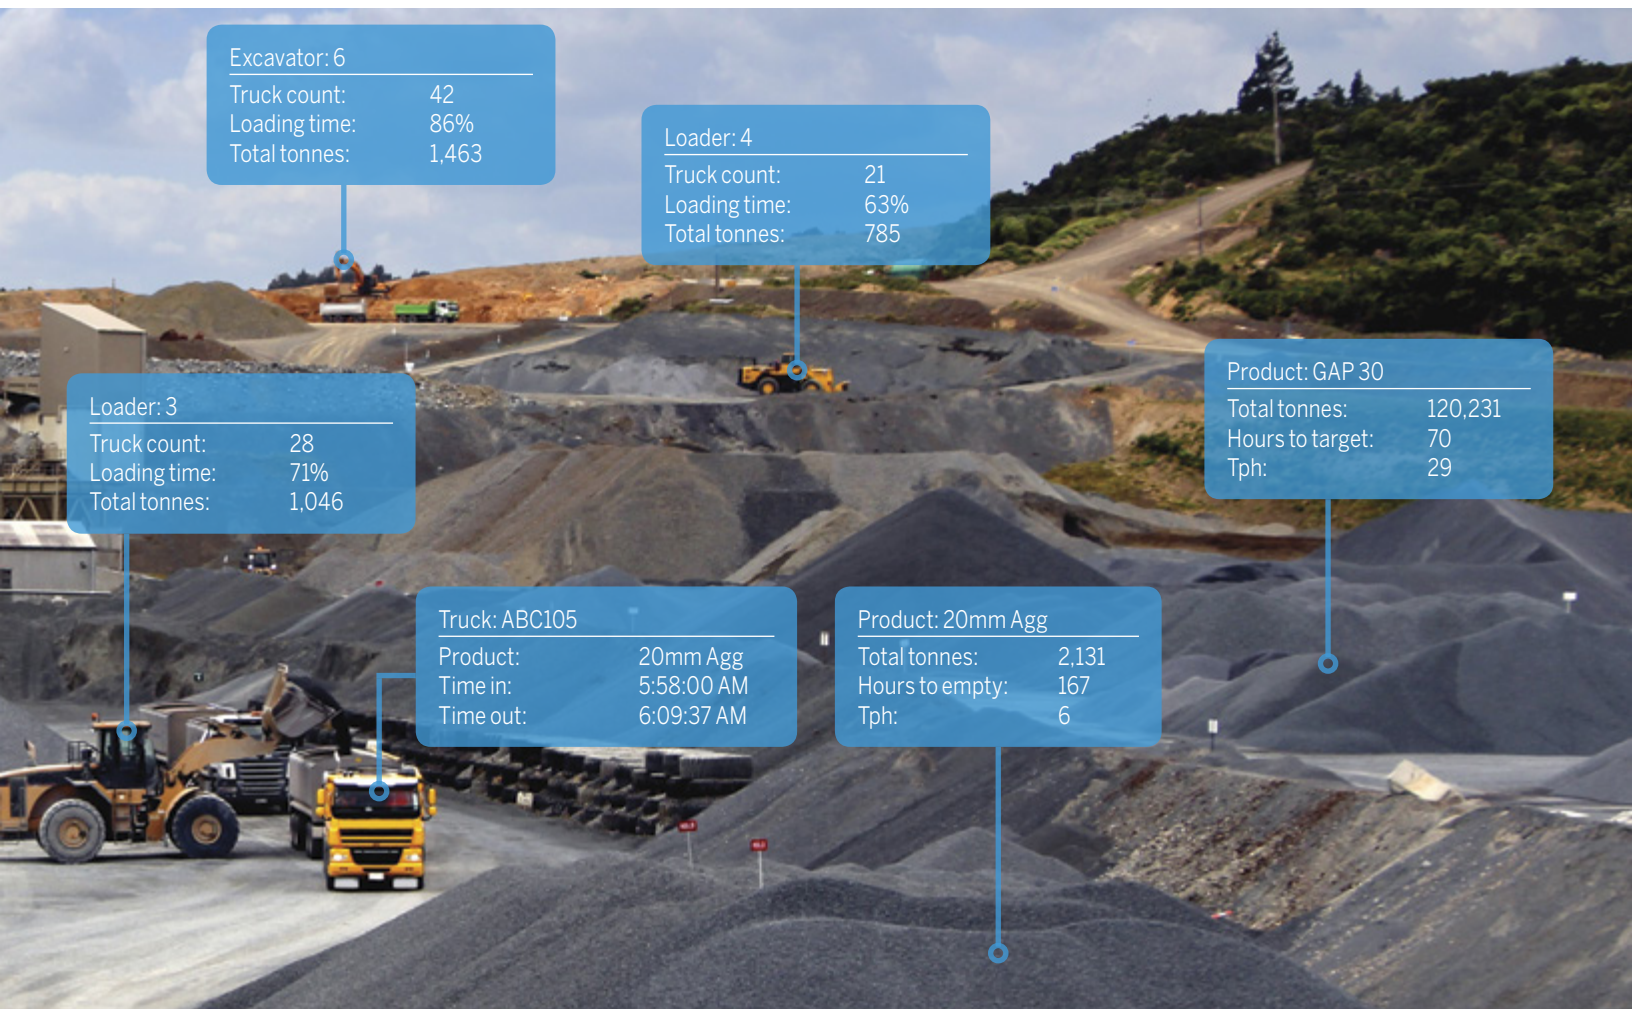 Excavator: 6
Truck count: 42
Loading time: 86%
Total tonnes: 1,463
Loader: 4
Truck count: 21
Loading time: 63%
Total tonnes: 785
Product: GAP 30
Total tonnes: 120,231
Hours to target: 70
Tph: 29
Loader: 3
Truck count: 28
Loading time: 71%
Total tonnes: 1,046
Truck: ABC105
Product: 20mm Agg
Time in: 5:58:00 AM
Time out: 6:09:37 AM
Product: 20mm Agg
Total tonnes: 2,131
Hours to empty: 167
Tph: 6